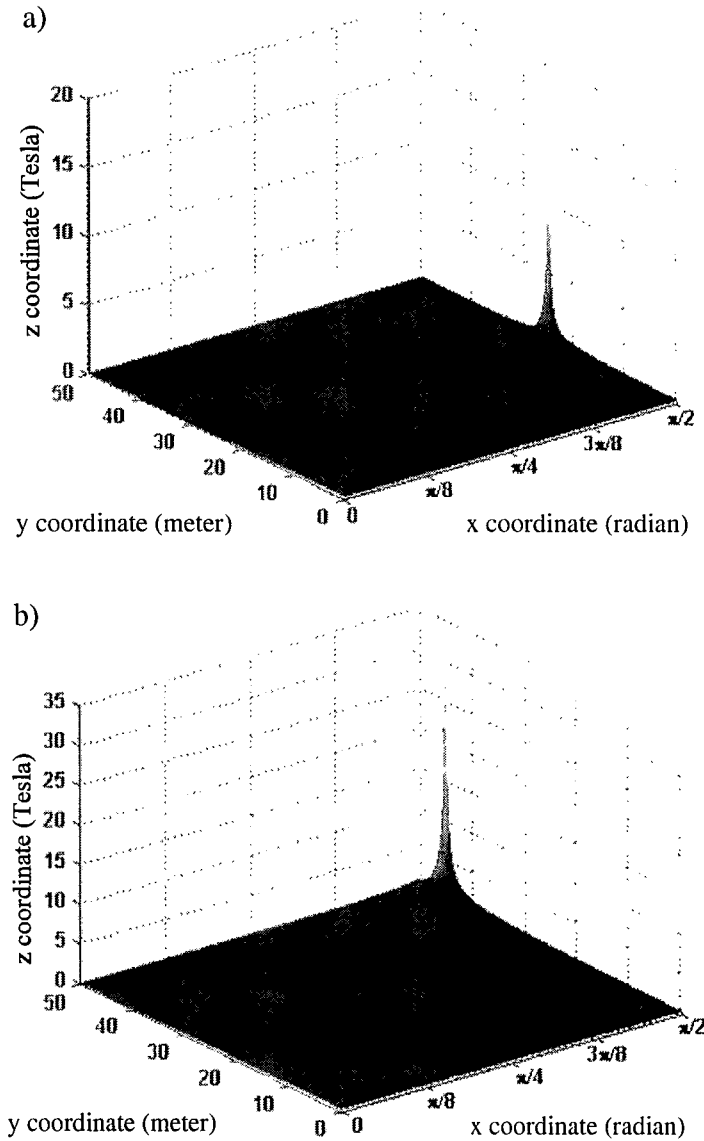 a)
z coordinate (Tesla)
20
15
10
5
0
50
40
30
20
10
0
0
π/8
π/4
3π/8
π/2
y coordinate (meter)
x coordinate (radian)
b)
z coordinate (Tesla)
35
30
25
20
15
10
5
0
50
40
30
20
10
0
0
π/8
π/4
3π/8
π/2
y coordinate (meter)
x coordinate (radian)